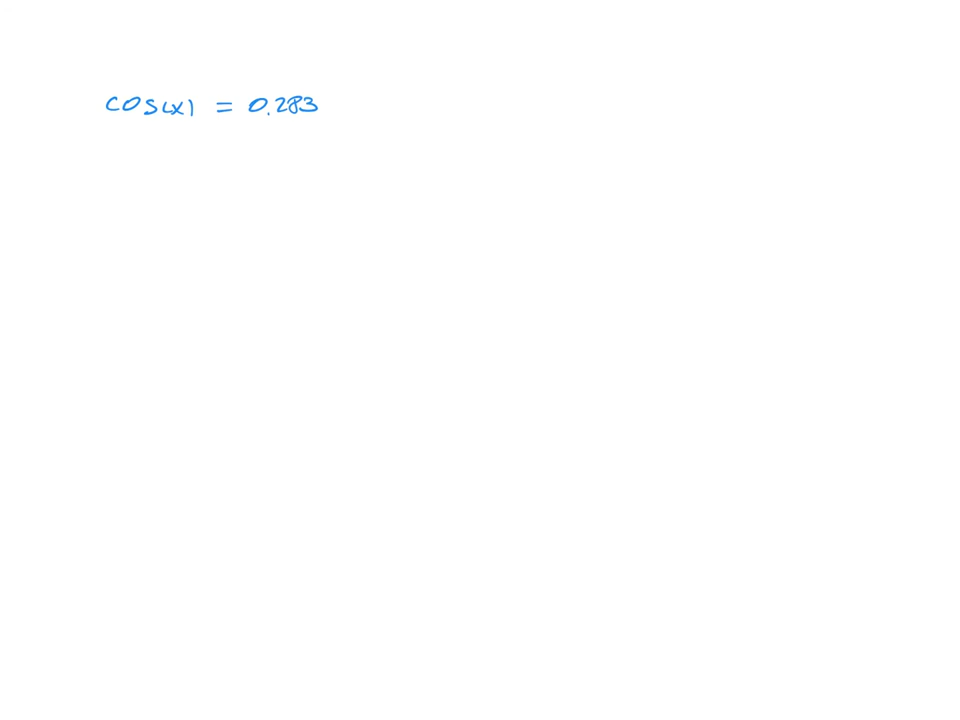 cos(x) = 0.283